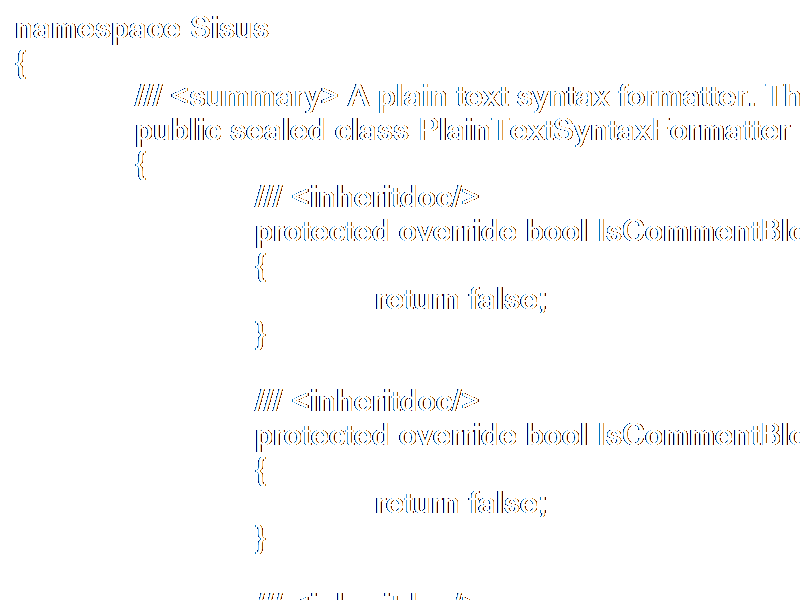 namespace Sisus
{
/// <summary> A plain text syntax formatter. Th
public sealed class PlainTextSyntaxFormatter
{
/// <inheritdoc/>
protected override bool IsCommentBlo
{
return false;
}
/// <inheritdoc/>
protected override bool IsCommentBlo
{
return false;
}